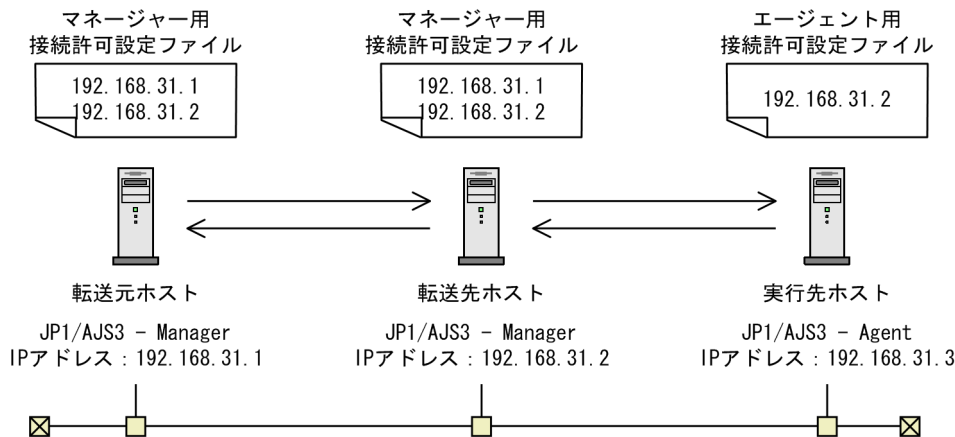 マネージャー用
接続許可設定ファイル
192.168.31.1
192.168.31.2
マネージャー用
接続許可設定ファイル
192.168.31.1
192.168.31.2
エージェント用
接続許可設定ファイル
192.168.31.2
転送元ホスト
JP1/AJS3 - Manager
IPアドレス：192.168.31.1
転送先ホスト
JP1/AJS3 - Manager
IPアドレス：192.168.31.2
実行先ホスト
JP1/AJS3 - Agent
IPアドレス：192.168.31.3